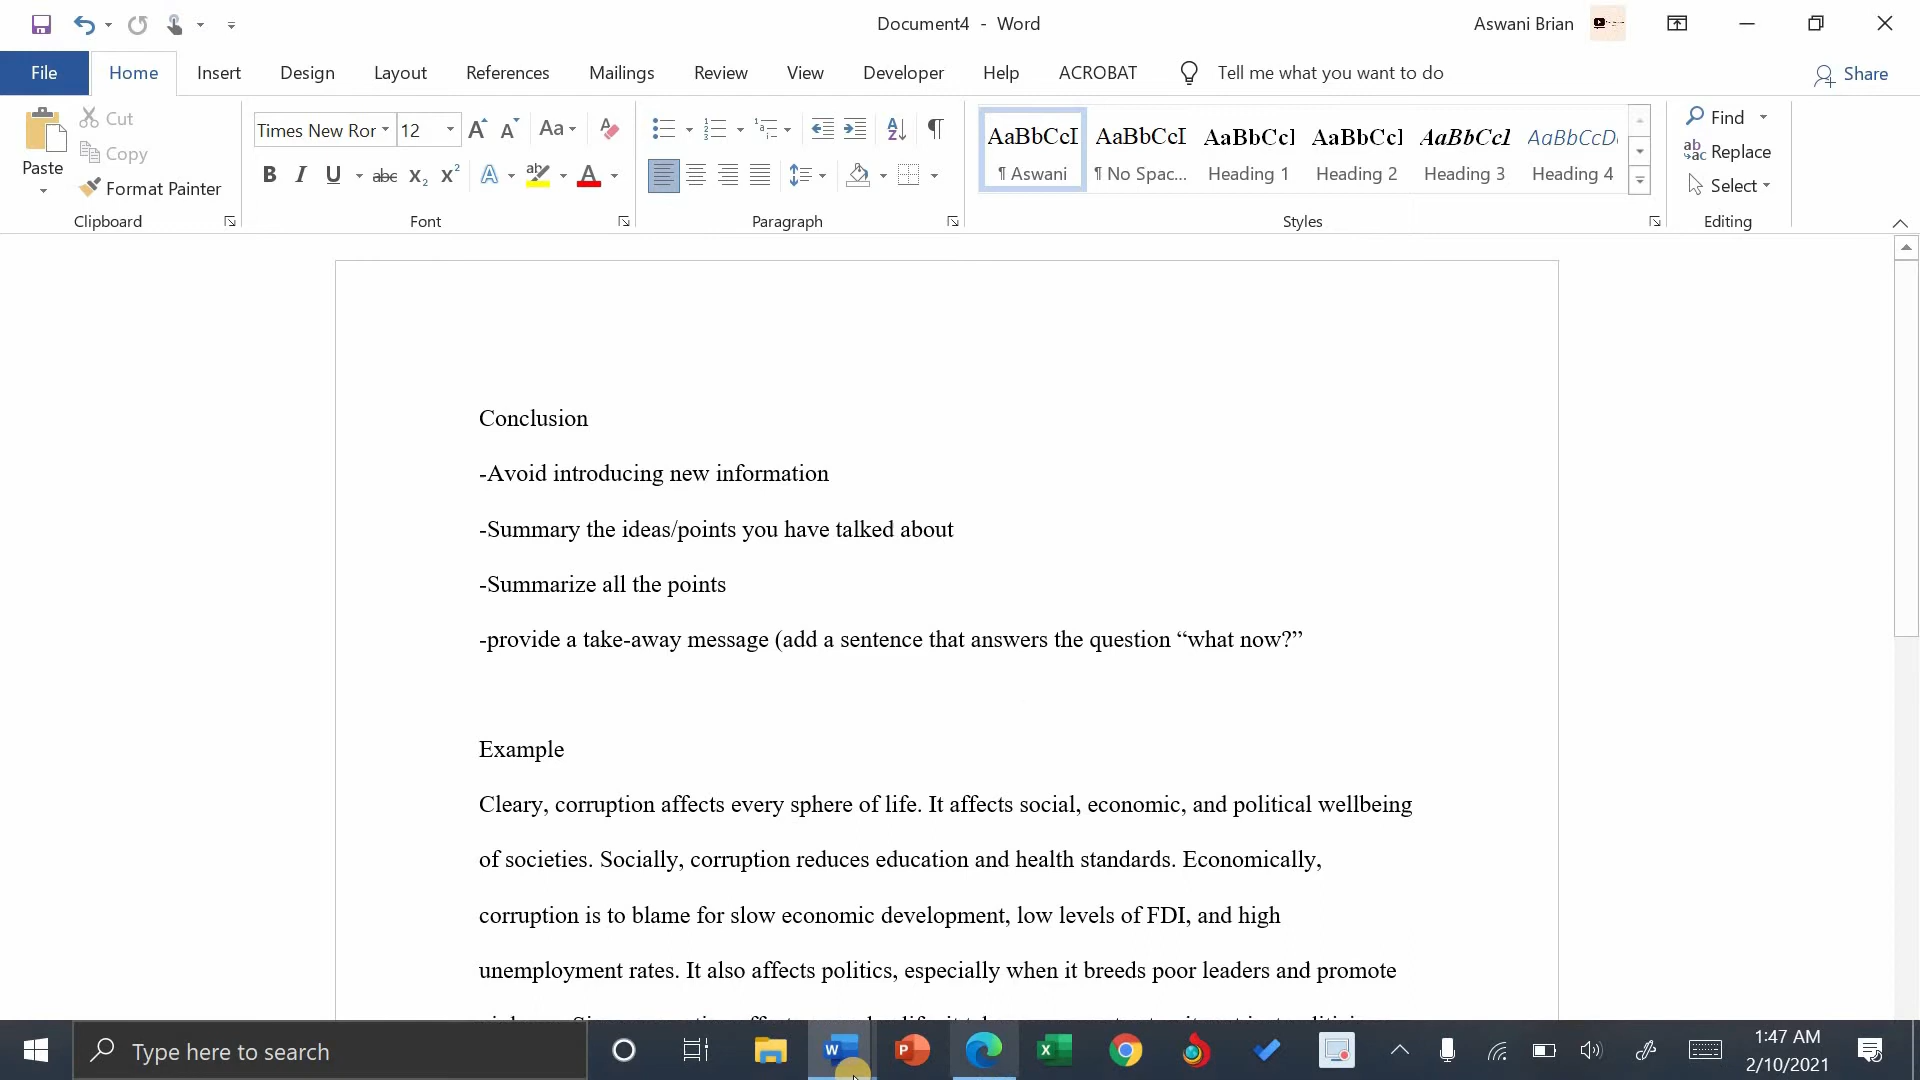 Document4 - Word
Aswani Brian
File Home Insert Design Layout References Mailings Review View Developer Help ACROBAT Tell me what you want to do Share
Paste
Cut
Copy
Format Painter
Clipboard
Times New Ror 12
Aa
B I U abc X₂ X²
Font
Paragraph
AaBbCcI AaBbCcI AaBbCcI AaBbCcI AaBbCcI AaBbCcD
¶ Aswani ¶ No Spac... Heading 1 Heading 2 Heading 3 Heading 4
Styles
Find
Replace
Select
Editing
Conclusion
-Avoid introducing new information
-Summary the ideas/points you have talked about
-Summarize all the points
-provide a take-away message (add a sentence that answers the question “what now?”
Example
Cleary, corruption affects every sphere of life. It affects social, economic, and political wellbeing
of societies. Socially, corruption reduces education and health standards. Economically,
corruption is to blame for slow economic development, low levels of FDI, and high
unemployment rates. It also affects politics, especially when it breeds poor leaders and promote
Type here to search
1:47 AM
2/10/2021